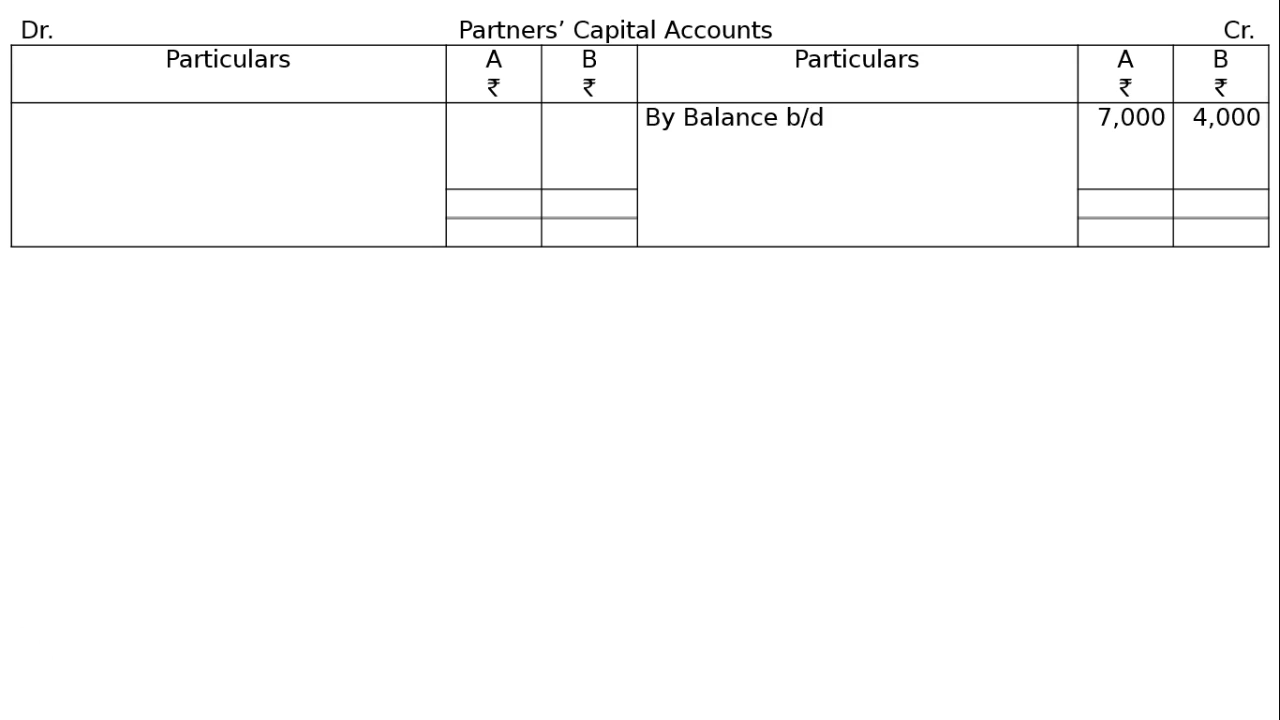 Dr. Partners’ Capital Accounts Cr.
Particulars A B Particulars A B
₹ ₹ ₹ ₹
By Balance b/d 7,000 4,000